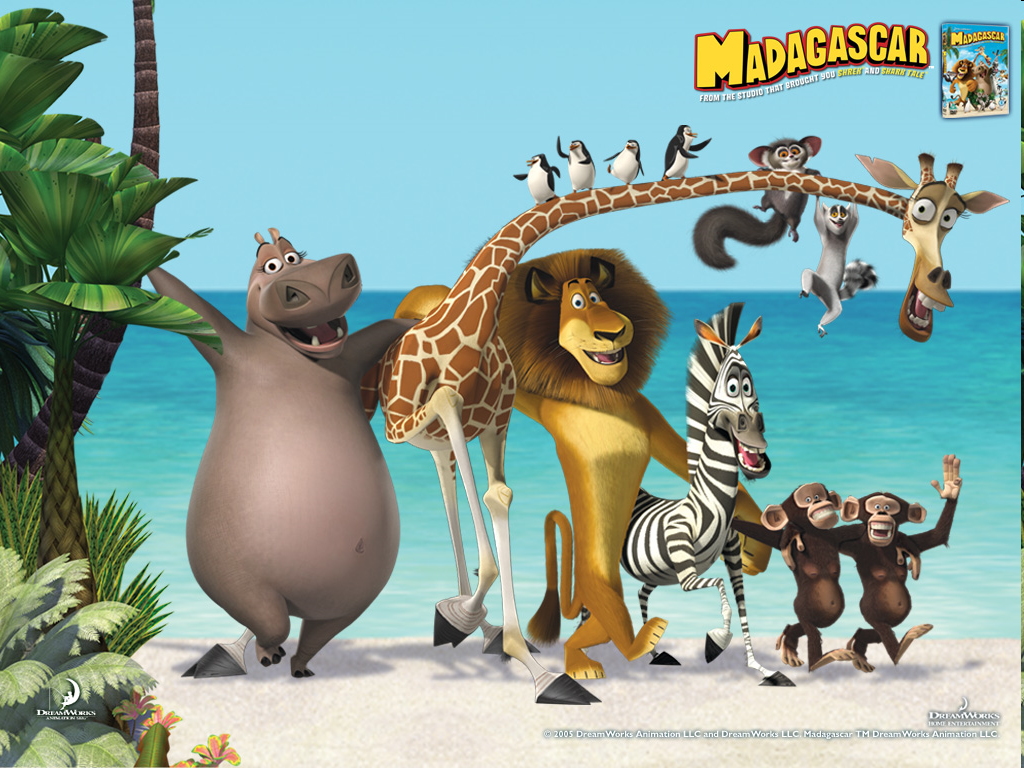 MADAGASCAR
FROM THE STUDIO THAT BROUGHT YOU SHREK AND SHARK TALE
MADAGASCAR
DREAMWORKS
ANIMATION SKG
DREAMWORKS
HOME ENTERTAINMENT
© 2005 DreamWorks Animation LLC and DreamWorks LLC. Madagascar TM DreamWorks Animation LLC.